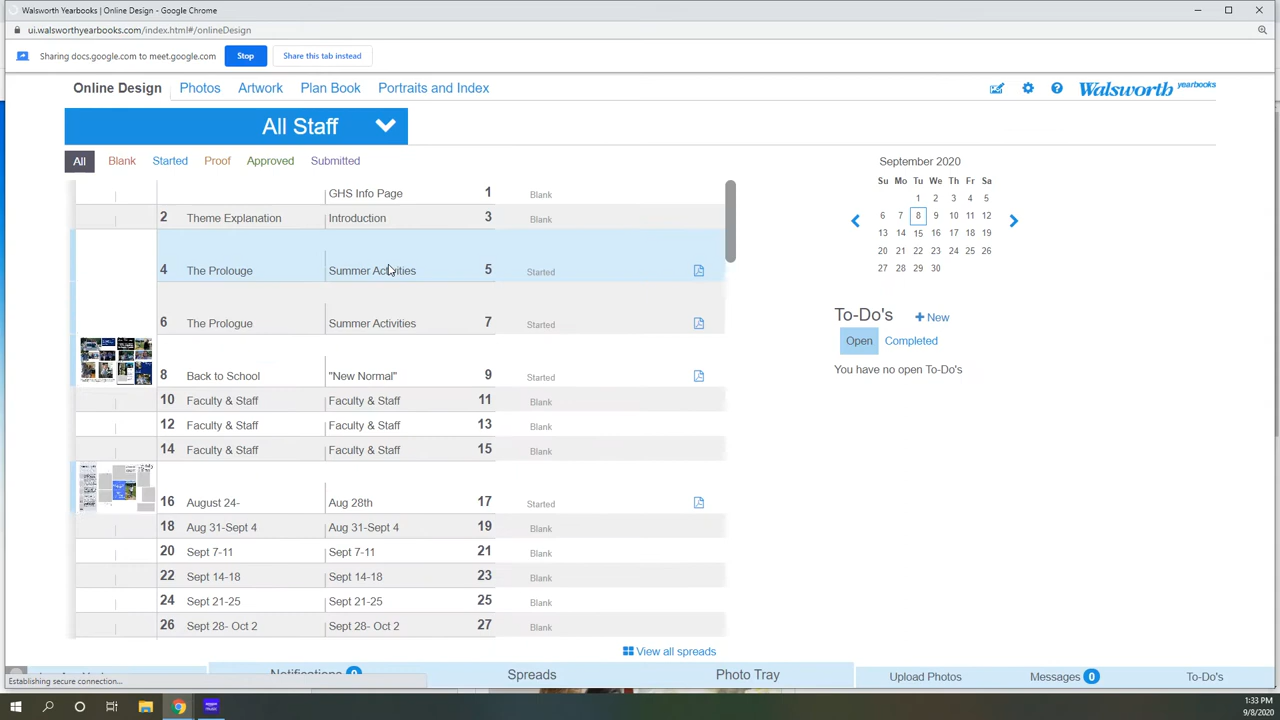 Walsworth Yearbooks | Online Design - Google Chrome
ui.walsworthyearbooks.com/index.html#/onlineDesign
Sharing docs.google.com to meet.google.com Stop Share this tab instead
Online Design Photos Artwork Plan Book Portraits and Index Walsworth yearbooks
All Staff
All Blank Started Proof Approved Submitted
GHS Info Page 1 Blank
2 Theme Explanation Introduction 3 Blank
4 The Prolouge Summer Activities 5 Started
6 The Prologue Summer Activities 7 Started
8 Back to School "New Normal" 9 Started
10 Faculty & Staff Faculty & Staff 11 Blank
12 Faculty & Staff Faculty & Staff 13 Blank
14 Faculty & Staff Faculty & Staff 15 Blank
16 August 24- Aug 28th 17 Started
18 Aug 31-Sept 4 Aug 31-Sept 4 19 Blank
20 Sept 7-11 Sept 7-11 21 Blank
22 Sept 14-18 Sept 14-18 23 Blank
24 Sept 21-25 Sept 21-25 25 Blank
26 Sept 28- Oct 2 Sept 28- Oct 2 27 Blank
View all spreads
September 2020
Su Mo Tu We Th Fr Sa
1 2 3 4 5
6 7 8 9 10 11 12
13 14 15 16 17 18 19
20 21 22 23 24 25 26
27 28 29 30
To-Do's + New
Open Completed
You have no open To-Do's
Notifications 0 Spreads Photo Tray Upload Photos Messages 0 To-Do's
Establishing secure connection...
1:33 PM
9/8/2020